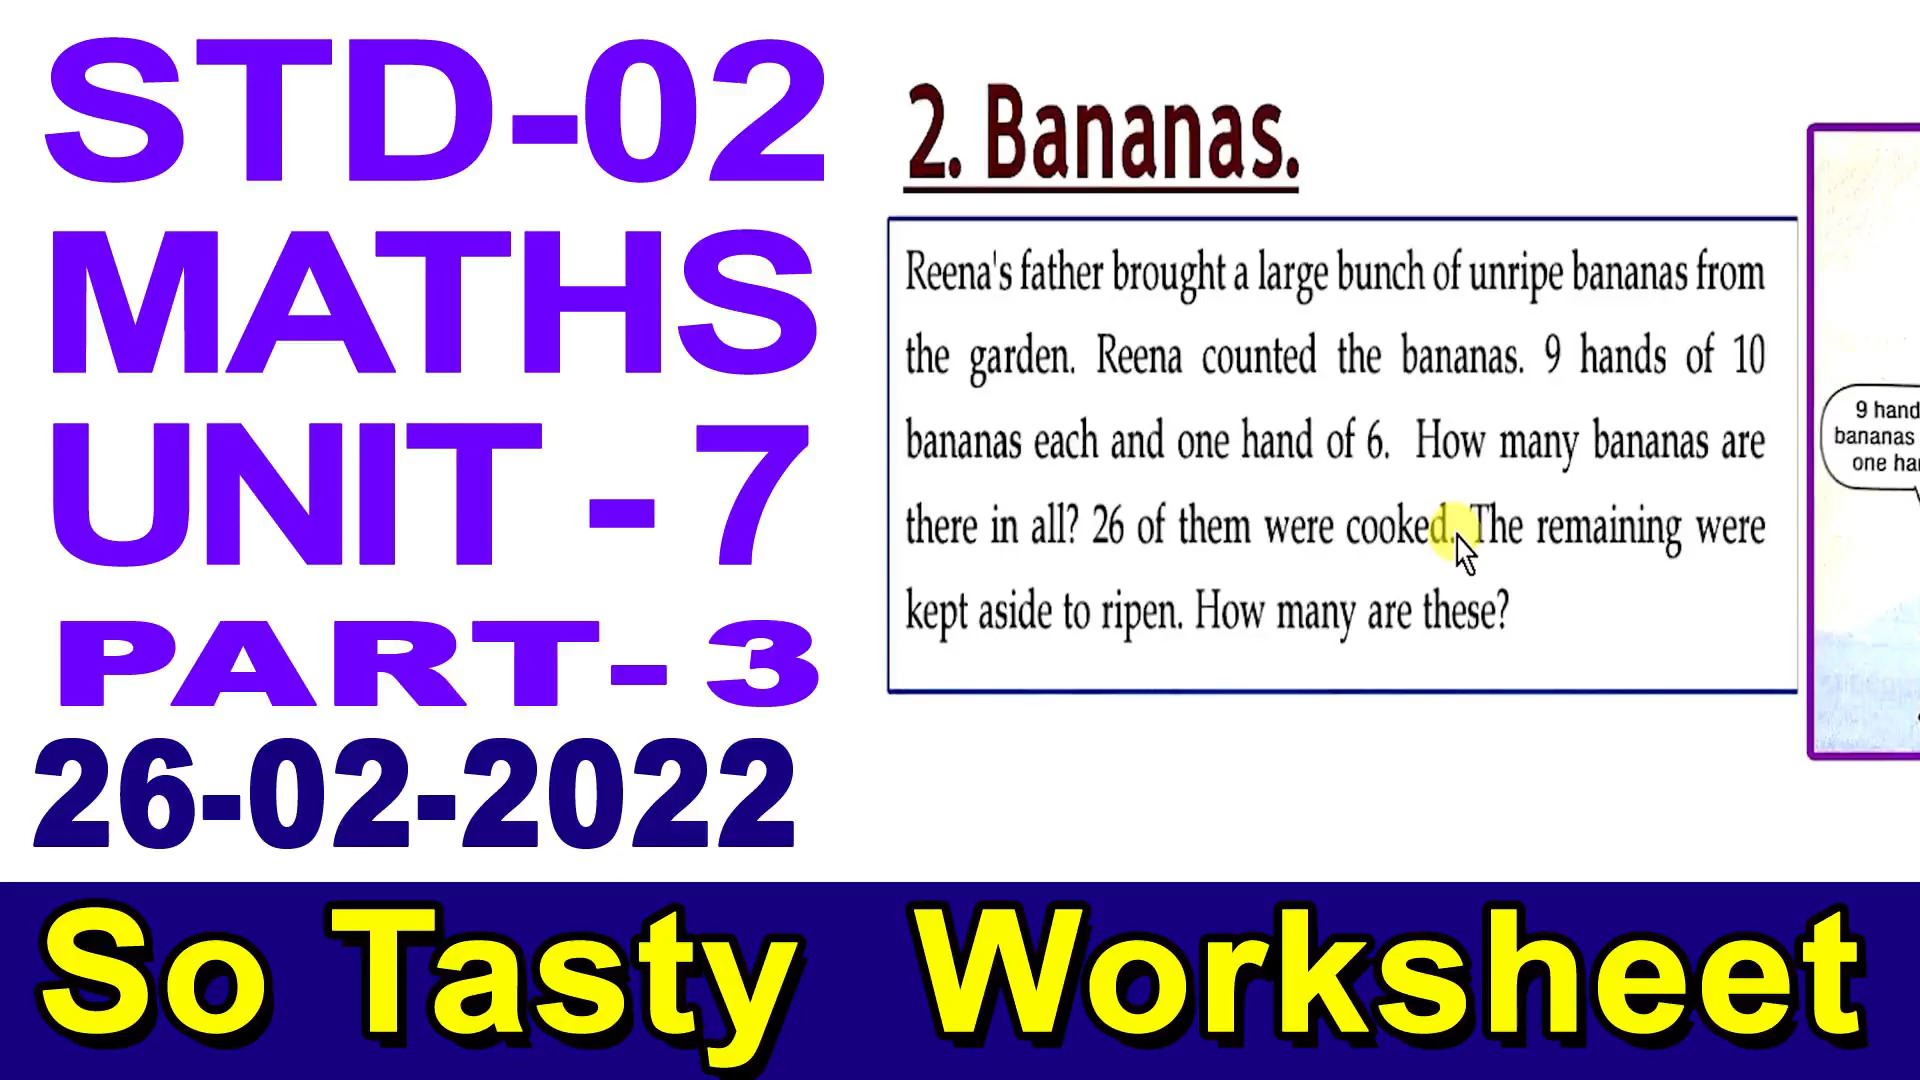 STD-02
MATHS
UNIT - 7
PART- 3
26-02-2022
2. Bananas.
Reena's father brought a large bunch of unripe bananas from
the garden. Reena counted the bananas. 9 hands of 10
bananas each and one hand of 6. How many bananas are
there in all? 26 of them were cooked. The remaining were
kept aside to ripen. How many are these?
9 hand
bananas
one ha
So Tasty Worksheet